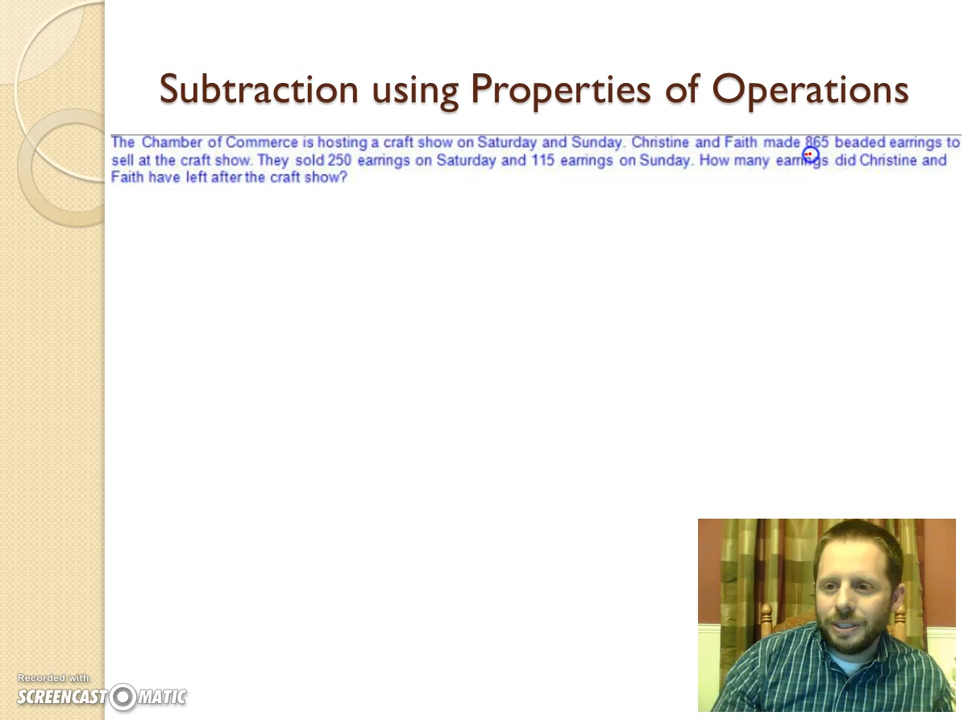 Subtraction using Properties of Operations
The Chamber of Commerce is hosting a craft show on Saturday and Sunday. Christine and Faith made 865 beaded earrings to
sell at the craft show. They sold 250 earrings on Saturday and 115 earrings on Sunday. How many earrings did Christine and
Faith have left after the craft show?
Recorded with
SCREENCAST O MATIC